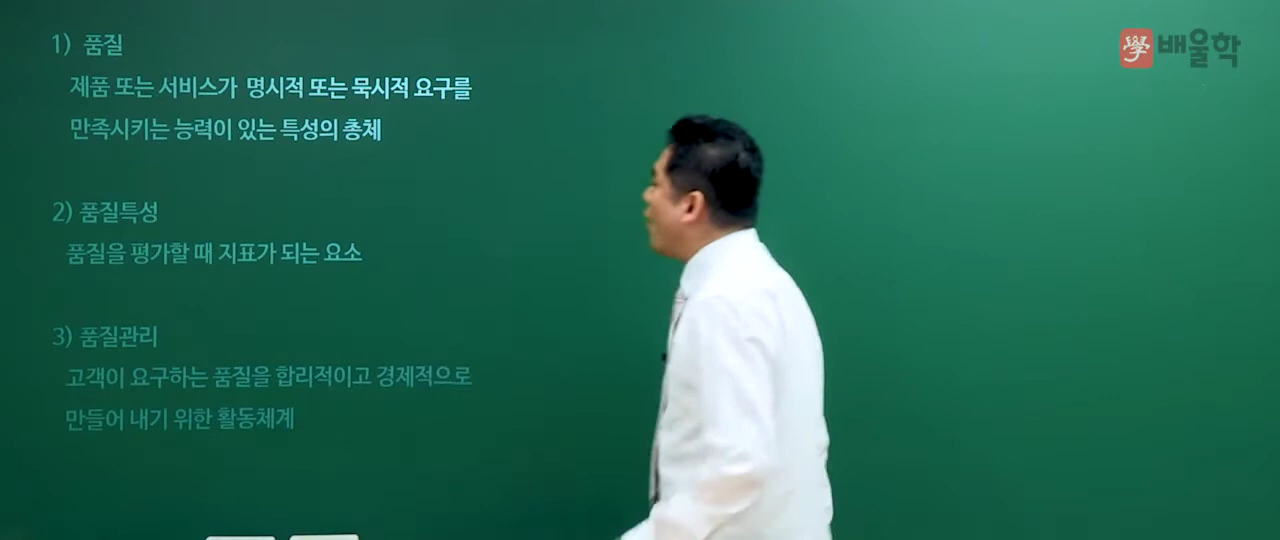 1) 품질
제품 또는 서비스가 명시적 또는 묵시적 요구를
만족시키는 능력이 있는 특성의 총체
2) 품질특성
품질을 평가할 때 지표가 되는 요소
3) 품질관리
고객이 요구하는 품질을 합리적이고 경제적으로
만들어 내기 위한 활동체계
學 배울학